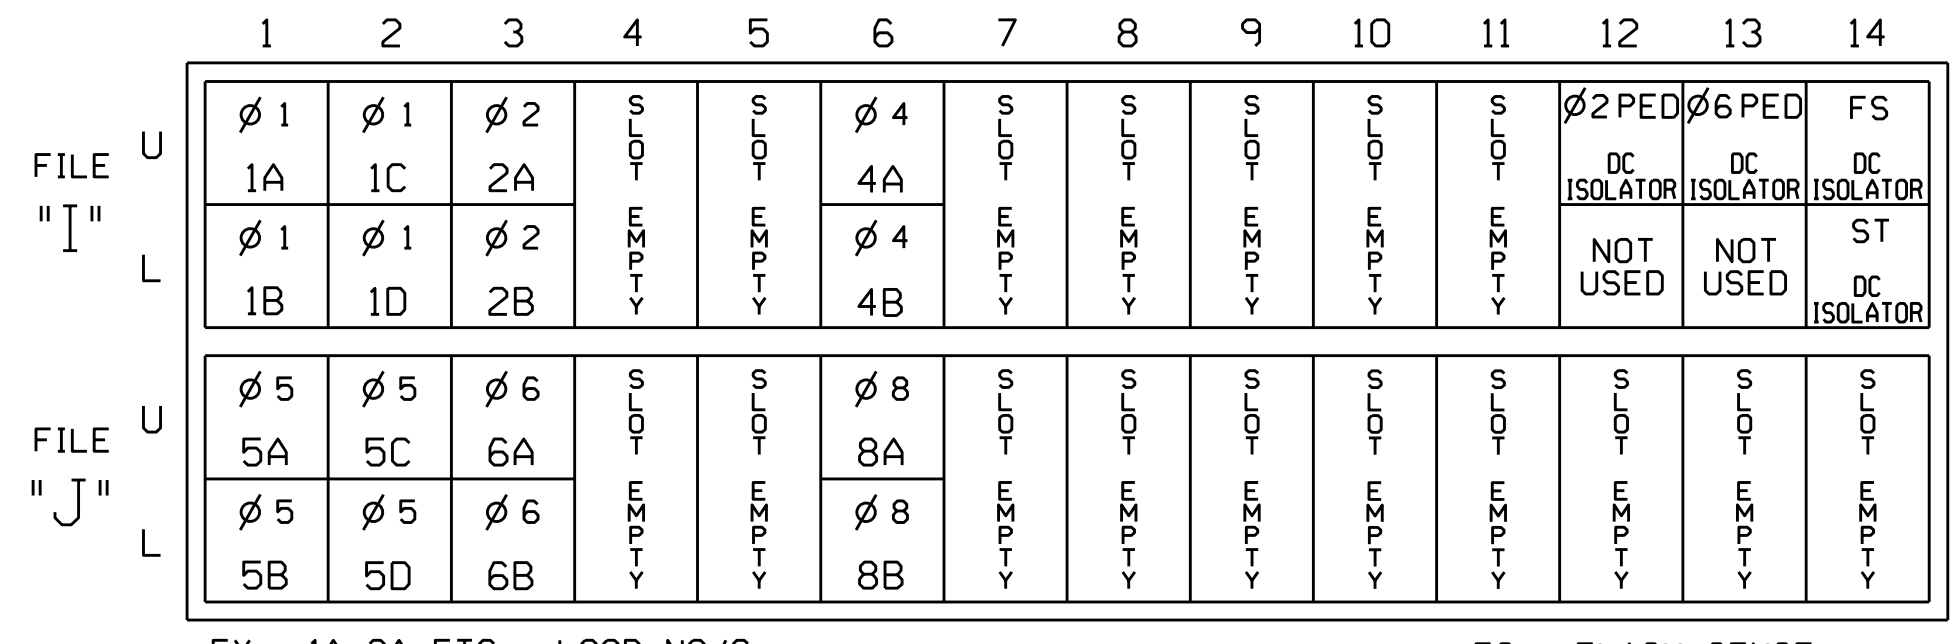 1 2 3 4 5 6 7 8 9 10 11 12 13 14
FILE "I"
U
Ø 1 1A
Ø 1 1C
Ø 2 2A
SLOT EMPTY
SLOT EMPTY
Ø 4 4A
SLOT EMPTY
SLOT EMPTY
SLOT EMPTY
SLOT EMPTY
SLOT EMPTY
Ø2 PED DC ISOLATOR
Ø6 PED DC ISOLATOR
FS DC ISOLATOR
L
Ø 1 1B
Ø 1 1D
Ø 2 2B
Ø 4 4B
NOT USED
NOT USED
ST DC ISOLATOR
FILE "J"
U
Ø 5 5A
Ø 5 5C
Ø 6 6A
SLOT EMPTY
SLOT EMPTY
Ø 8 8A
SLOT EMPTY
SLOT EMPTY
SLOT EMPTY
SLOT EMPTY
SLOT EMPTY
SLOT EMPTY
SLOT EMPTY
SLOT EMPTY
L
Ø 5 5B
Ø 5 5D
Ø 6 6B
Ø 8 8B